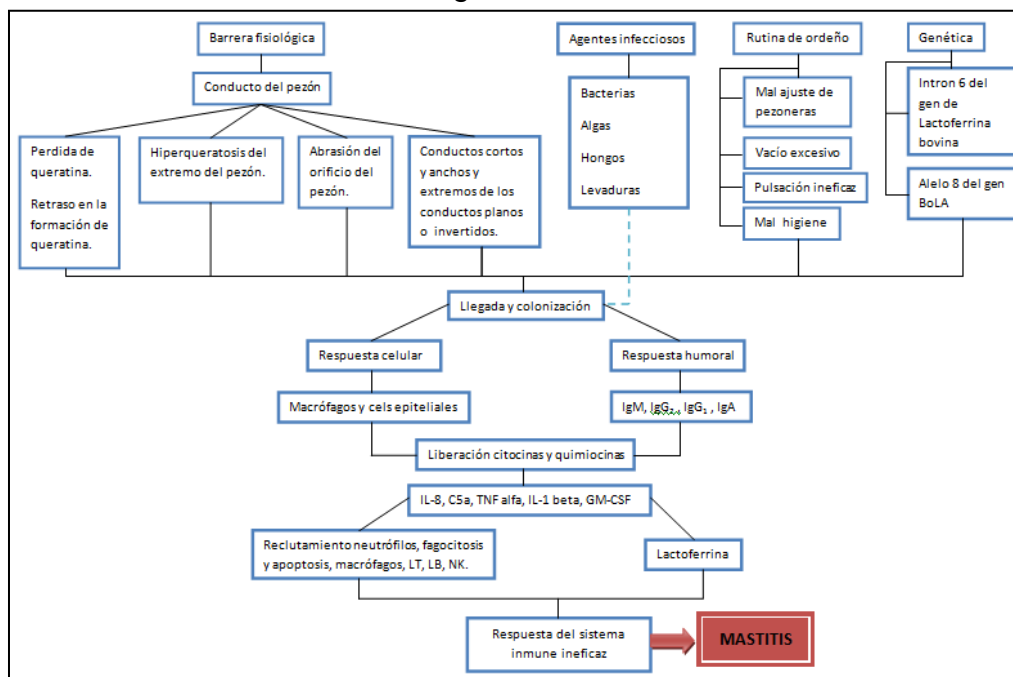 Barrera fisiológica
Conducto del pezón
Perdida de
queratina.
Retraso en la
formación de
queratina.
Hiperqueratosis del
extremo del pezón.
Abrasión del
orificio del
pezón.
Conductos cortos
y anchos y
extremos de los
conductos planos
o invertidos.
Agentes infecciosos
Bacterias
Algas
Hongos
Levaduras
Rutina de ordeño
Mal ajuste de
pezoneras
Vacío excesivo
Pulsación ineficaz
Mal higiene
Genética
Intron 6 del
gen de
Lactoferrina
bovina
Alelo 8 del gen
BoLA
Llegada y colonización
Respuesta celular
Respuesta humoral
Macrófagos y cels epiteliales
IgM, IgG₂, IgG₁ , IgA
Liberación citocinas y quimiocinas
IL-8, C5a, TNF alfa, IL-1 beta, GM-CSF
Reclutamiento neutrófilos, fagocitosis
y apoptosis, macrófagos, LT, LB, NK.
Lactoferrina
Respuesta del sistema
inmune ineficaz
MASTITIS